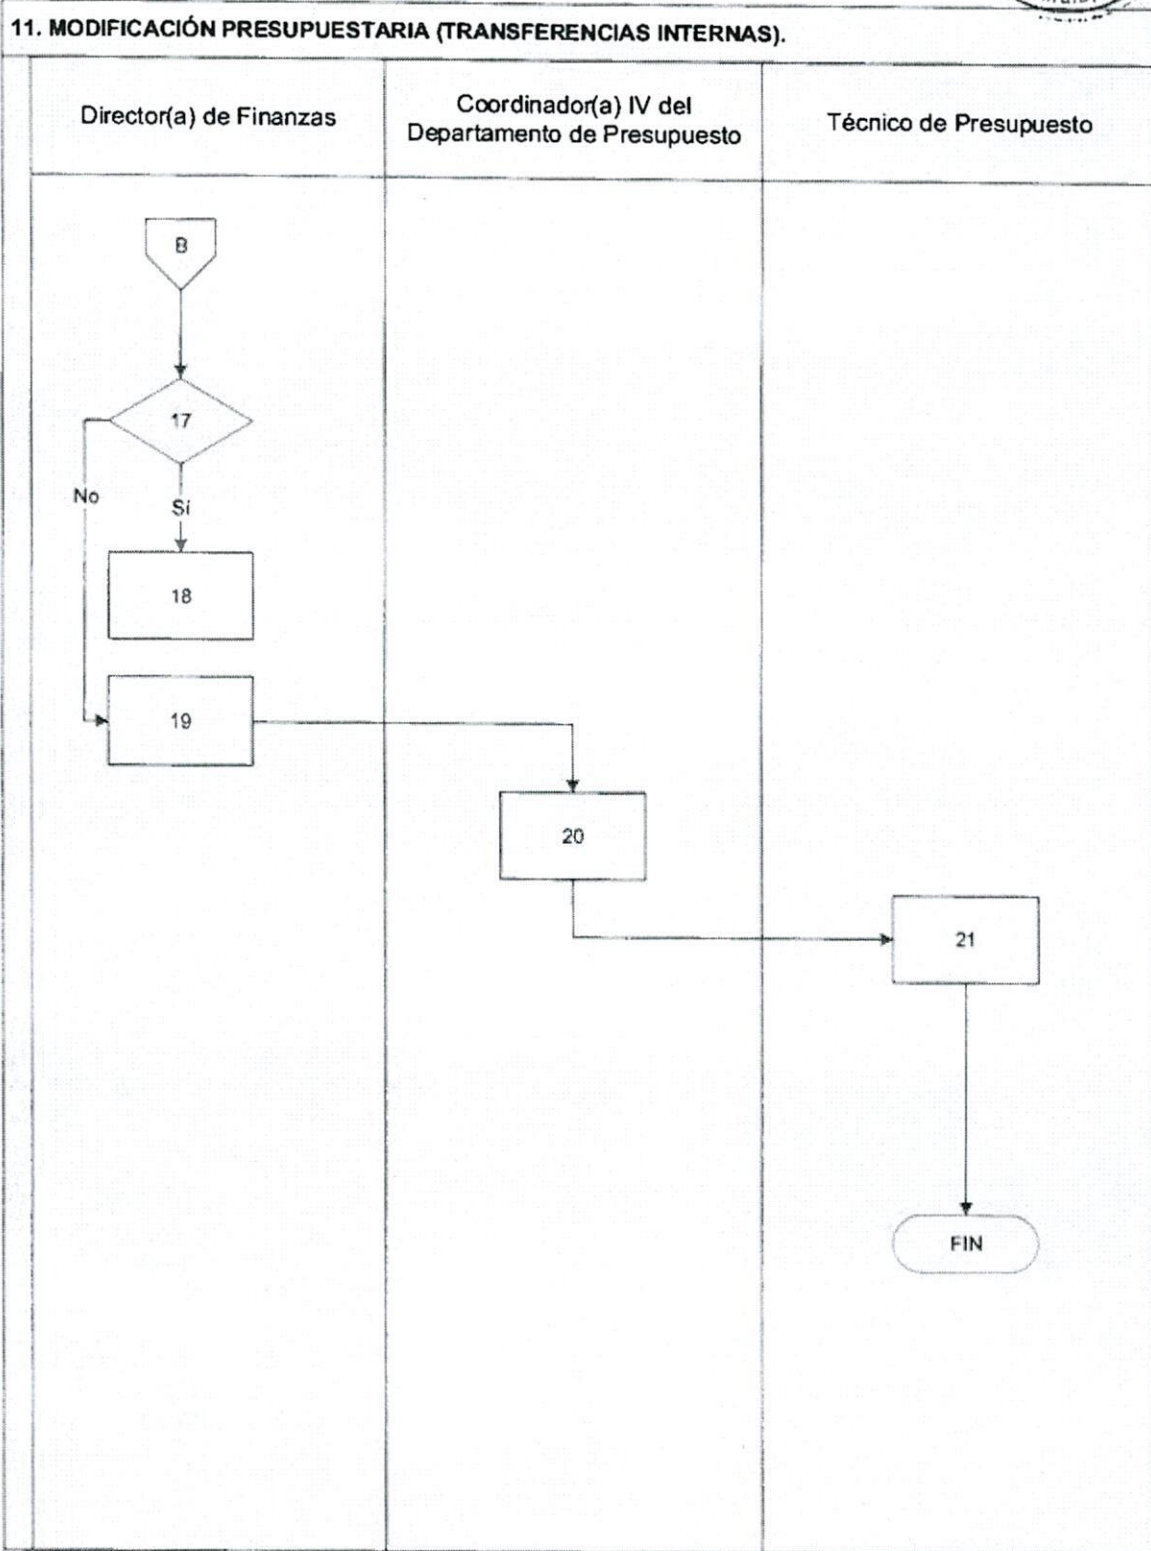 11. MODIFICACIÓN PRESUPUESTARIA (TRANSFERENCIAS INTERNAS).
Director(a) de Finanzas
Coordinador(a) IV del
Departamento de Presupuesto
Técnico de Presupuesto
B
17
No
Sí
18
19
20
21
FIN